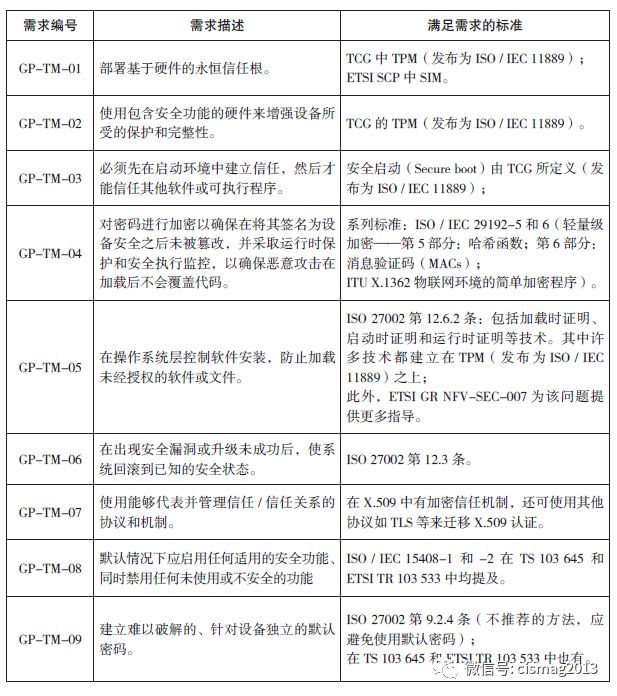 需求编号 需求描述 满足需求的标准
GP-TM-01
部署基于硬件的永恒信任根。
TCG 中 TPM（发布为 ISO / IEC 11889）；
ETSI SCP 中 SIM。
GP-TM-02
使用包含安全功能的硬件来增强设备所
受的保护和完整性。
TCG 的 TPM（发布为 ISO / IEC 11889）。
GP-TM-03
必须先在启动环境中建立信任，然后才
能信任其他软件或可执行程序。
安全启动（Secure boot）由 TCG 所定义（发
布为 ISO / IEC 11889）；
GP-TM-04
对密码进行加密以确保在将其签名为设
备安全之后未被篡改，并采取运行时保
护和安全执行监控，以确保恶意攻击在
加载后不会覆盖代码。
系列标准：ISO / IEC 29192-5 和 6（轻量级
加密——第 5 部分：哈希函数；第 6 部分：
消息验证码（MACs）；
ITU X.1362 物联网环境的简单加密程序）。
GP-TM-05
在操作系统层控制软件安装，防止加载
未经授权的软件或文件。
ISO 27002 第 12.6.2 条：包括加载时证明、
启动时证明和运行时证明等技术。其中许
多技术都建立在 TPM（发布为 ISO / IEC
11889）之上；
此外，ETSI GR NFV-SEC-007 为该问题提
供更多指导。
GP-TM-06
在出现安全漏洞或升级未成功后，使系
统回滚到已知的安全状态。
ISO 27002 第 12.3 条。
GP-TM-07
使用能够代表并管理信任 / 信任关系的
协议和机制。
在 X.509 中有加密信任机制，还可使用其他
协议如 TLS 等来迁移 X.509 认证。
GP-TM-08
默认情况下应启用任何适用的安全功能、
同时禁用任何未使用或不安全的功能
ISO / IEC 15408-1 和 -2 在 TS 103 645 和
ETSI TR 103 533 中均提及。
GP-TM-09
建立难以破解的、针对设备独立的默认
密码。
ISO 27002 第 9.2.4 条（不推荐的方法，应
避免使用默认密码）；
在 TS 103 645 和 ETSI TR 103 533 中也有。
微信号: cismag2013